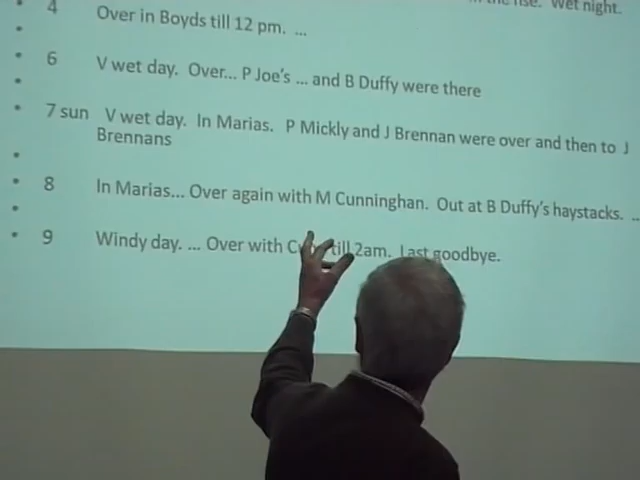 the rise. Wet night.
4 Over in Boyds till 12 pm. ...
6 V wet day. Over... P Joe's ... and B Duffy were there
7 sun V wet day. In Marias. P Mickly and J Brennan were over and then to J
Brennans
8 In Marias... Over again with M Cunninghan. Out at B Duffy's haystacks. ...
9 Windy day. ... Over with till 2am. Last goodbye.